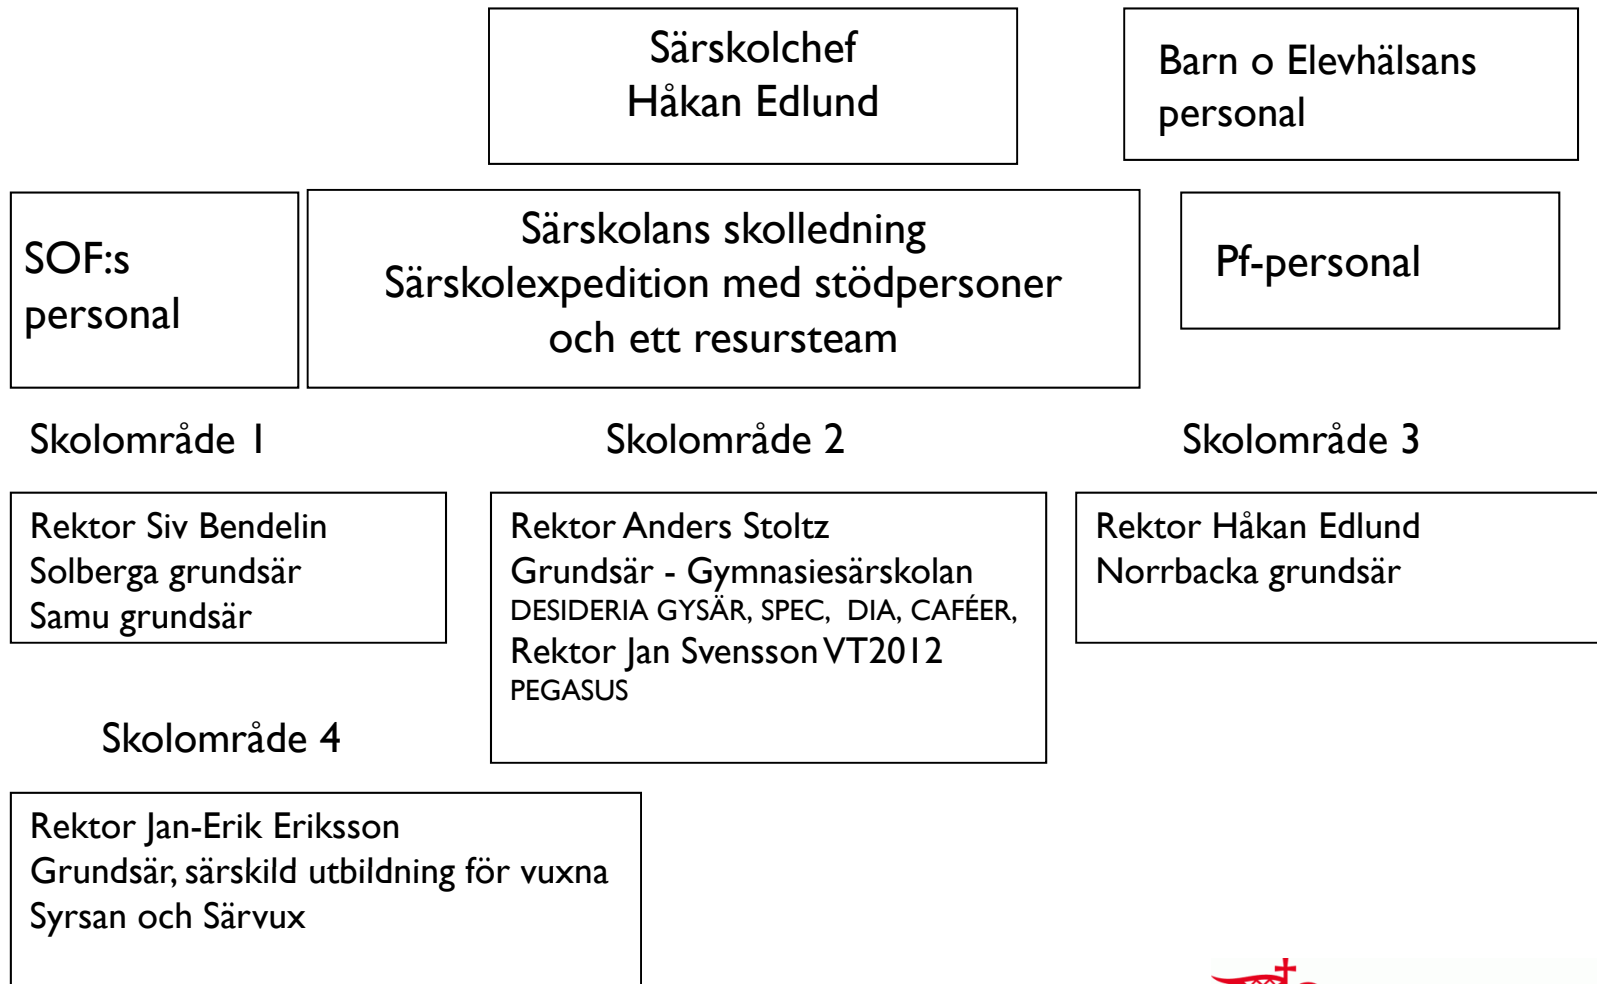 Särskolchef
Håkan Edlund
Barn o Elevhälsans
personal
SOF:s
personal
Särskolans skolledning
Särskolexpedition med stödpersoner
och ett resursteam
Pf-personal
Skolområde 1
Skolområde 2
Skolområde 3
Rektor Siv Bendelin
Solberga grundsär
Samu grundsär
Rektor Anders Stoltz
Grundsär - Gymnasiesärskolan
DESIDERIA GYSÄR, SPEC, DIA, CAFÉER,
Rektor Jan Svensson VT2012
PEGASUS
Rektor Håkan Edlund
Norrbacka grundsär
Skolområde 4
Rektor Jan-Erik Eriksson
Grundsär, särskild utbildning för vuxna
Syrsan och Särvux